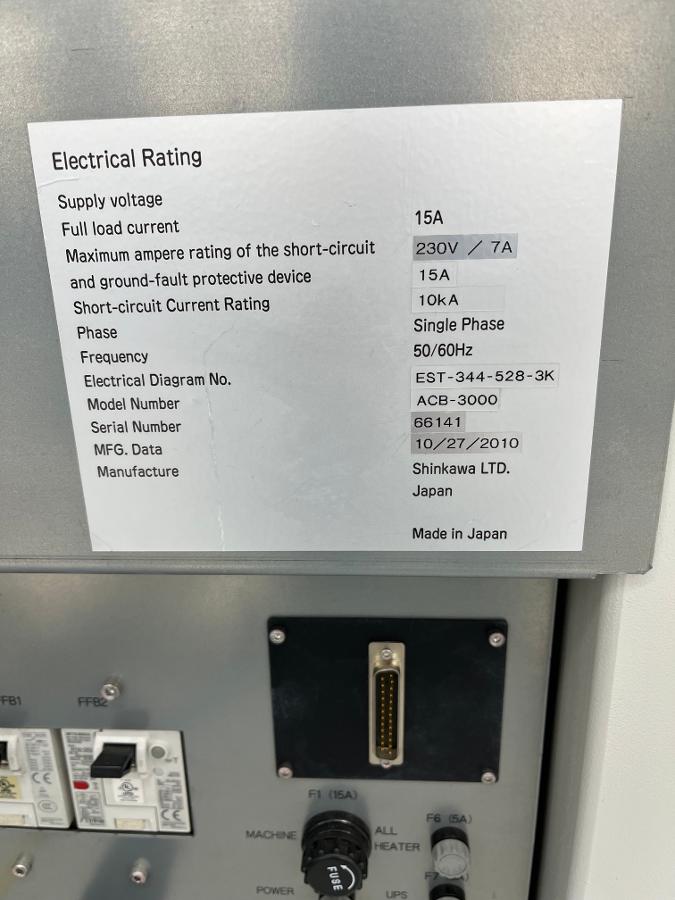 Electrical Rating
Supply voltage
Full load current 15A
Maximum ampere rating of the short-circuit 230V / 7A
and ground-fault protective device 15A
Short-circuit Current Rating 10kA
Phase Single Phase
Frequency 50/60Hz
Electrical Diagram No. EST-344-528-3K
Model Number ACB-3000
Serial Number 66141
MFG. Data 10/27/2010
Manufacture Shinkawa LTD.
Japan
Made in Japan
FFB1 FFB2
F1 (15A)
MACHINE ALL HEATER
F6 (5A)
FUSE
F7
POWER UPS